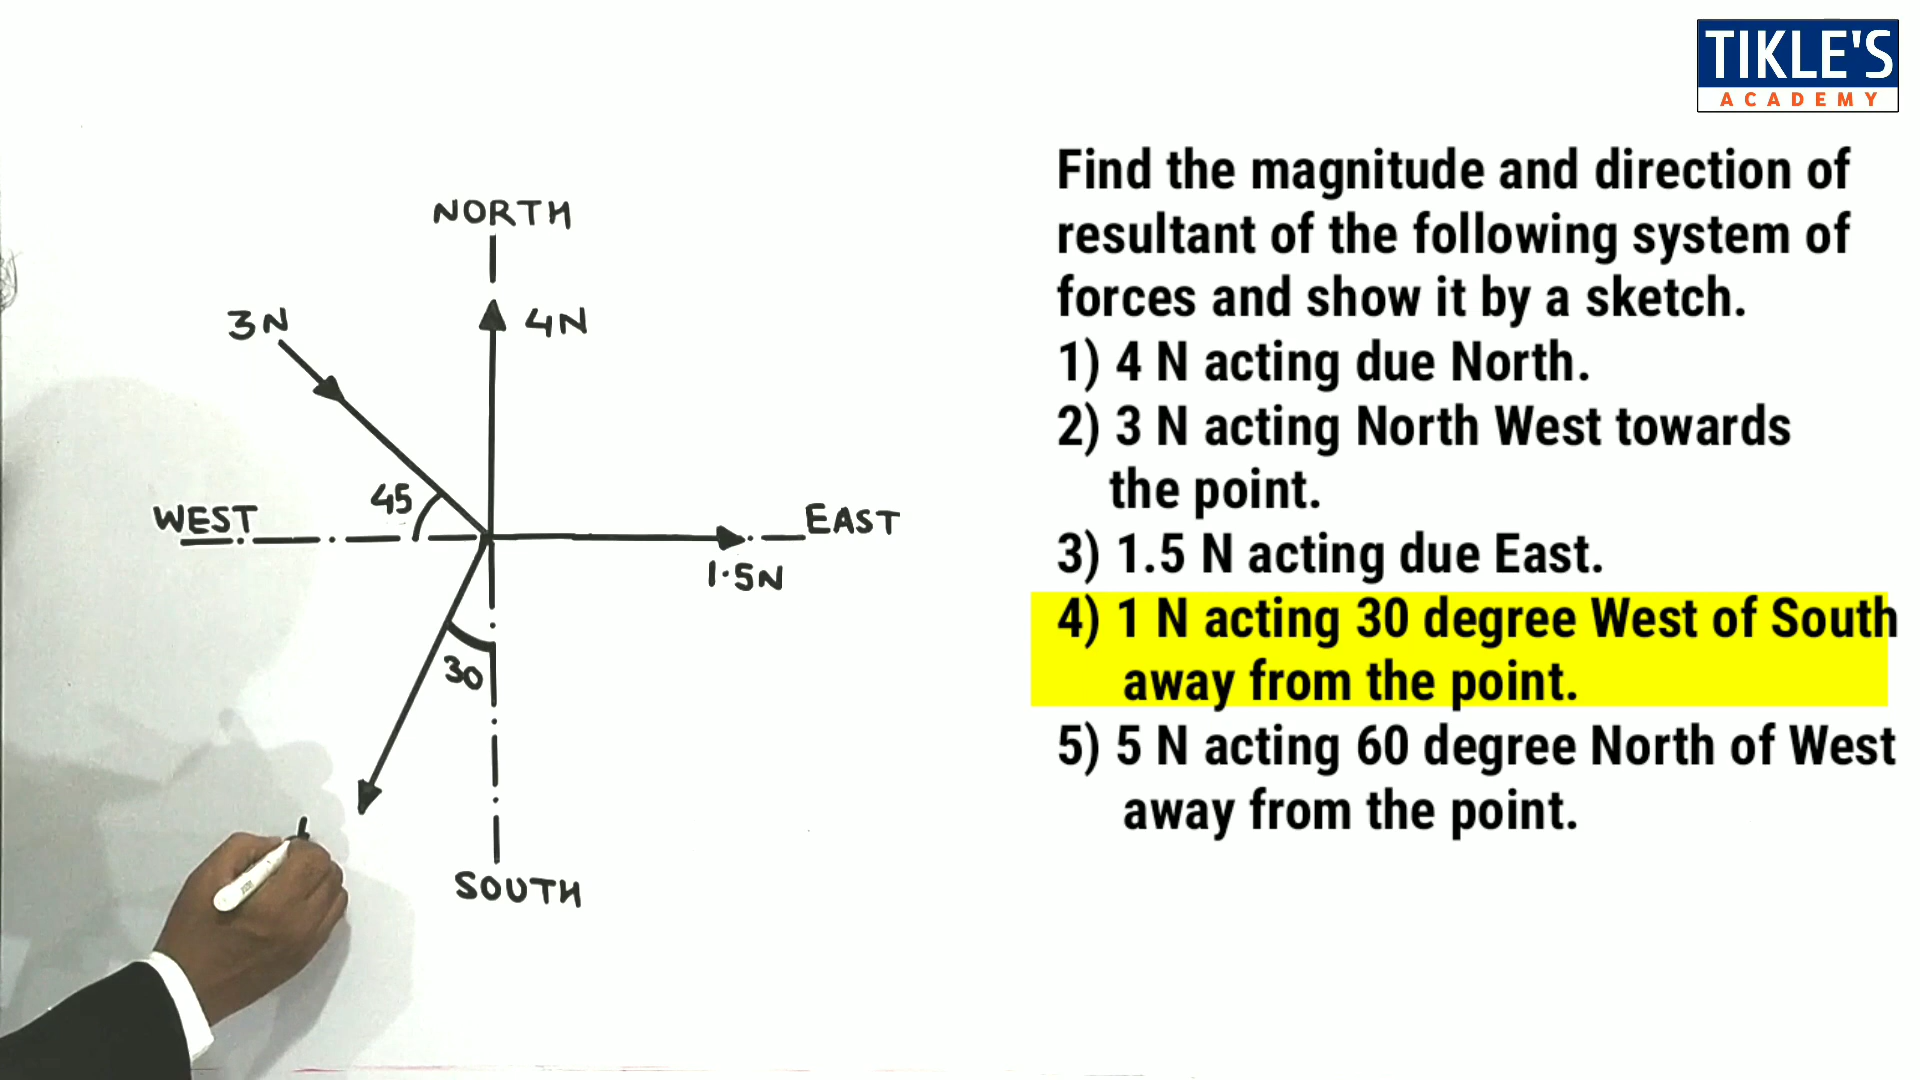 TIKLE'S
ACADEMY
NORTH
3N
4N
45
WEST
EAST
1.5N
30
SOUTH
Find the magnitude and direction of
resultant of the following system of
forces and show it by a sketch.
1) 4 N acting due North.
2) 3 N acting North West towards
the point.
3) 1.5 N acting due East.
4) 1 N acting 30 degree West of South
away from the point.
5) 5 N acting 60 degree North of West
away from the point.